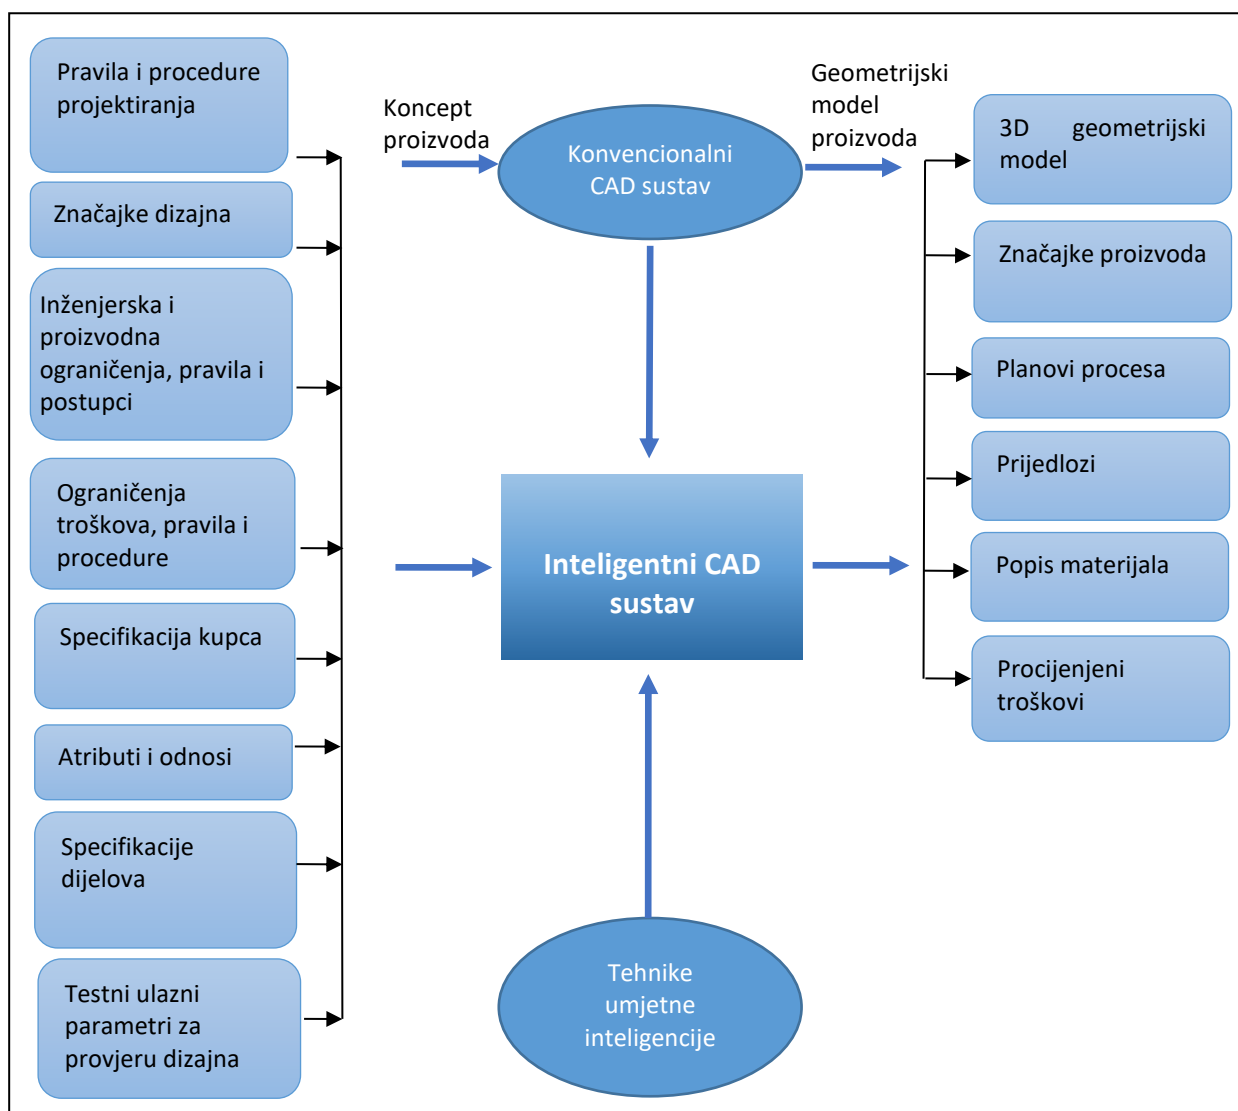 Pravila i procedure
projektiranja
Značajke dizajna
Inženjerska i
proizvodna
ograničenja, pravila i
postupci
Ograničenja
troškova, pravila i
procedure
Specifikacija kupca
Atributi i odnosi
Specifikacije
dijelova
Testni ulazni
parametri za
provjeru dizajna
Koncept
proizvoda
Konvencionalni
CAD sustav
Geometrijski
model
proizvoda
Inteligentni CAD
sustav
Tehnike
umjetne
inteligencije
3D geometrijski
model
Značajke proizvoda
Planovi procesa
Prijedlozi
Popis materijala
Procijenjeni
troškovi